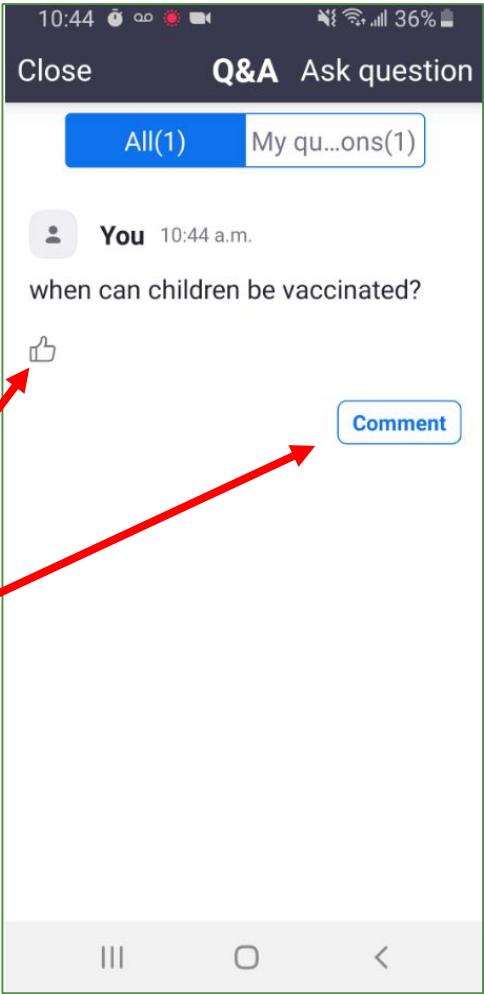 10:44 36%
Close Q&A Ask question
All(1) My qu...ons(1)
You 10:44 a.m.
when can children be vaccinated?
Comment